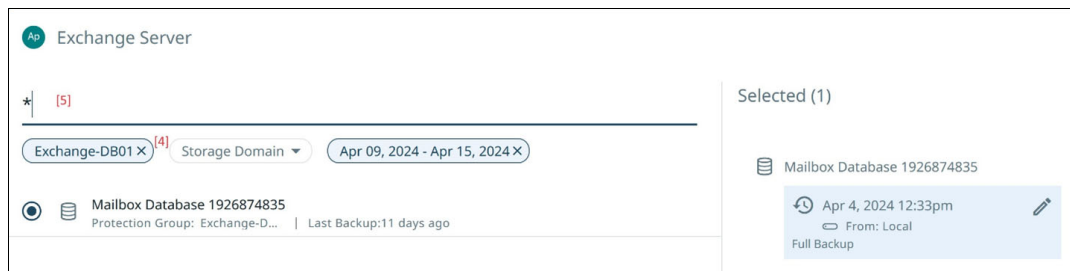 Ap Exchange Server
* [5]
Selected (1)
Exchange-DB01 × [4] Storage Domain Apr 09, 2024 - Apr 15, 2024 ×
Mailbox Database 1926874835
Mailbox Database 1926874835
Protection Group: Exchange-D... | Last Backup:11 days ago
Apr 4, 2024 12:33pm
From: Local
Full Backup